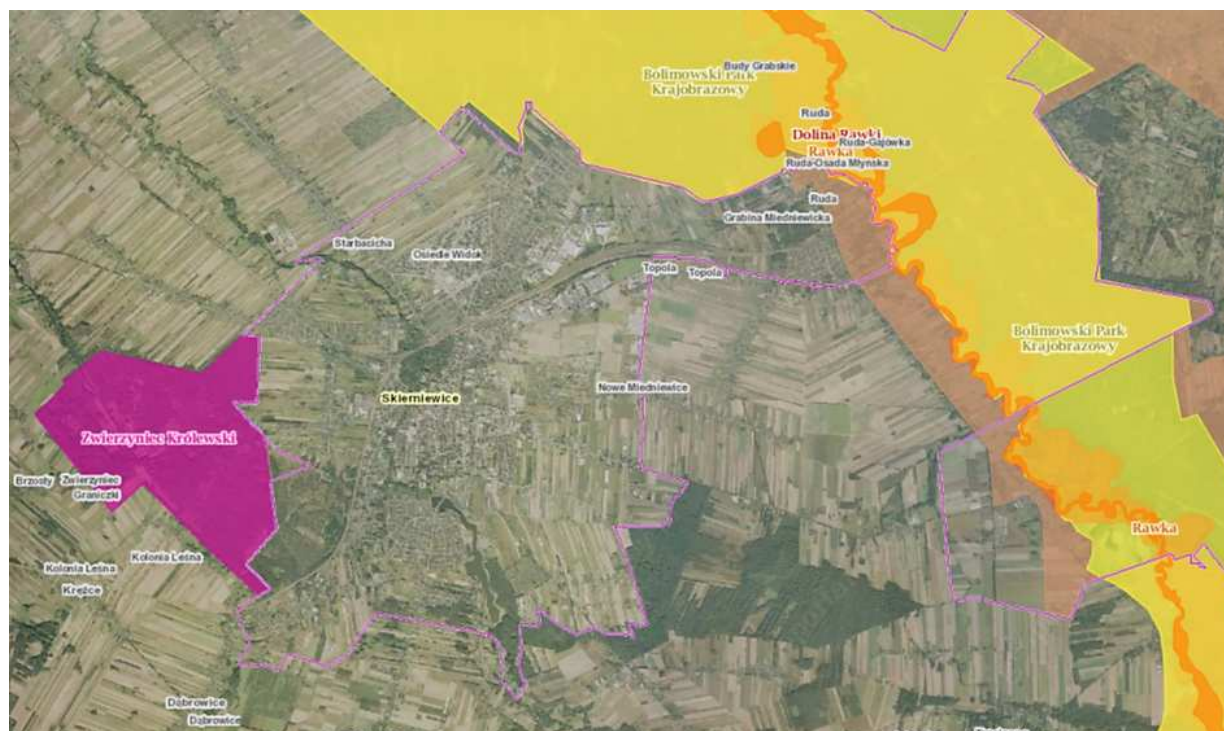 Budy Grabskie
Bolimowski Park
Krajobrazowy
Ruda
Dolina Rawki
Ruda-Gajówka
Rawka
Ruda-Osada Młyńska
Ruda
Grabina Miedniewicka
Starbacicha
Osiedle Widok
Topola
Topola
Bolimowski Park
Krajobrazowy
Nowe Miedniewice
Skierniewice
Zwierzyniec Królewski
Brzosty
Zwierzyniec
Graniczki
Rawka
Kolonia Leśna
Kolonia Leśna
Krężce
Dąbrowice
Dąbrowice